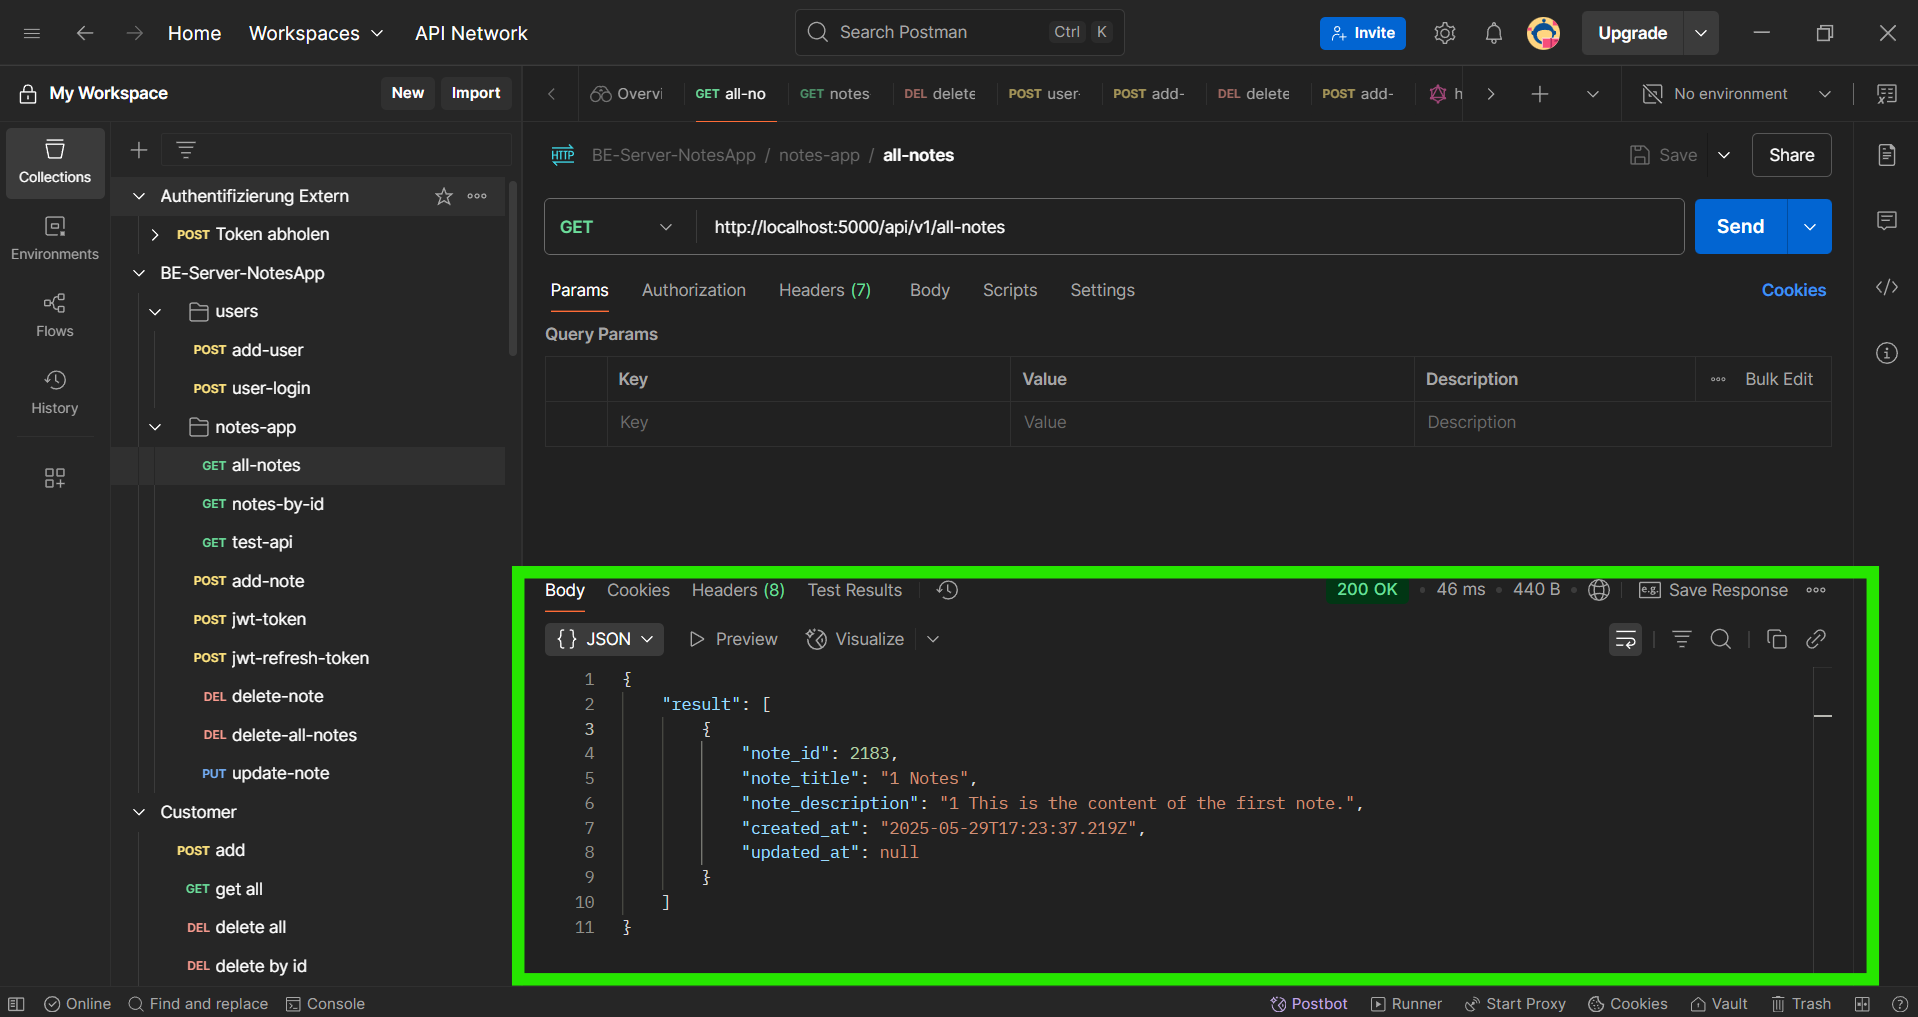 Home
Workspaces
API Network
Search Postman
Ctrl
K
Invite
Upgrade
My Workspace
New
Import
Overvi
GET all-no
GET notes
DEL delete
POST user-
POST add-
DEL delete
POST add-
h
No environment
Collections
Environments
Flows
History
Authentifizierung Extern
POST Token abholen
BE-Server-NotesApp
users
POST add-user
POST user-login
notes-app
GET all-notes
GET notes-by-id
GET test-api
POST add-note
POST jwt-token
POST jwt-refresh-token
DEL delete-note
DEL delete-all-notes
PUT update-note
Customer
POST add
GET get all
DEL delete all
DEL delete by id
HTTP BE-Server-NotesApp / notes-app / all-notes
Save
Share
GET
http://localhost:5000/api/v1/all-notes
Send
Params
Authorization
Headers (7)
Body
Scripts
Settings
Cookies
Query Params
Key
Value
Description
Bulk Edit
Key
Value
Description
Body
Cookies
Headers (8)
Test Results
200 OK
46 ms
440 B
e.g. Save Response
{} JSON
Preview
Visualize
1 {
2 "result": [
3 {
4 "note_id": 2183,
5 "note_title": "1 Notes",
6 "note_description": "1 This is the content of the first note.",
7 "created_at": "2025-05-29T17:23:37.219Z",
8 "updated_at": null
9 }
10 ]
11 }
Online
Find and replace
Console
Postbot
Runner
Start Proxy
Cookies
Vault
Trash